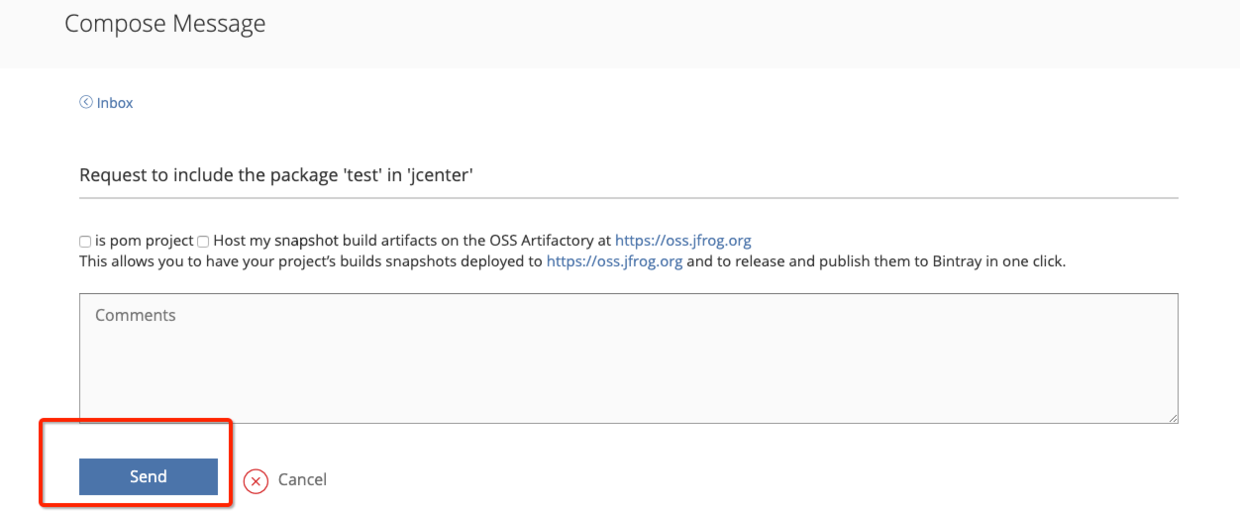 Compose Message
Inbox
Request to include the package 'test' in 'jcenter'
is pom project Host my snapshot build artifacts on the OSS Artifactory at https://oss.jfrog.org
This allows you to have your project’s builds snapshots deployed to https://oss.jfrog.org and to release and publish them to Bintray in one click.
Comments
Send Cancel